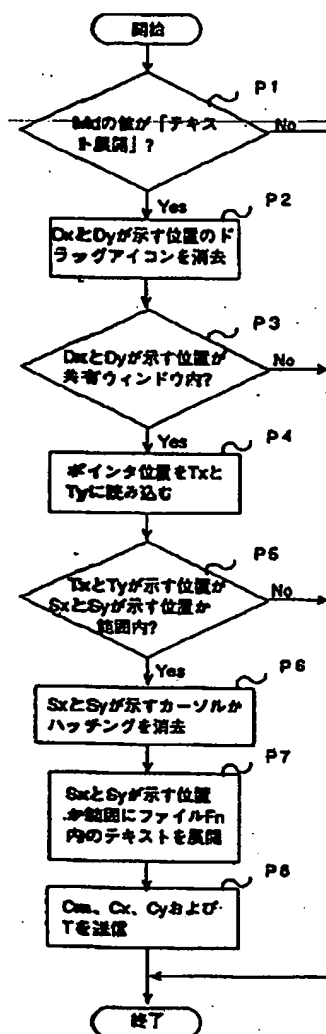 開始
P1
Mdの値が「テキス
ト展開」?
No
Yes
P2
DxとDyが示す位置のド
ラッグアイコンを消去
P3
DxとDyが示す位置が
共有ウィンドウ内?
No
Yes
P4
ポインタ位置をTxと
Tyに読み込む
P5
TxとTyが示す位置が
SxとSyが示す位置か
範囲内?
No
Yes
P6
SxとSyが示すカーソルか
ハッチングを消去
P7
SxとSyが示す位置
か範囲にファイルFn
内のテキストを展開
P8
Cm、Cx、Cyおよび
Tを送信
終了